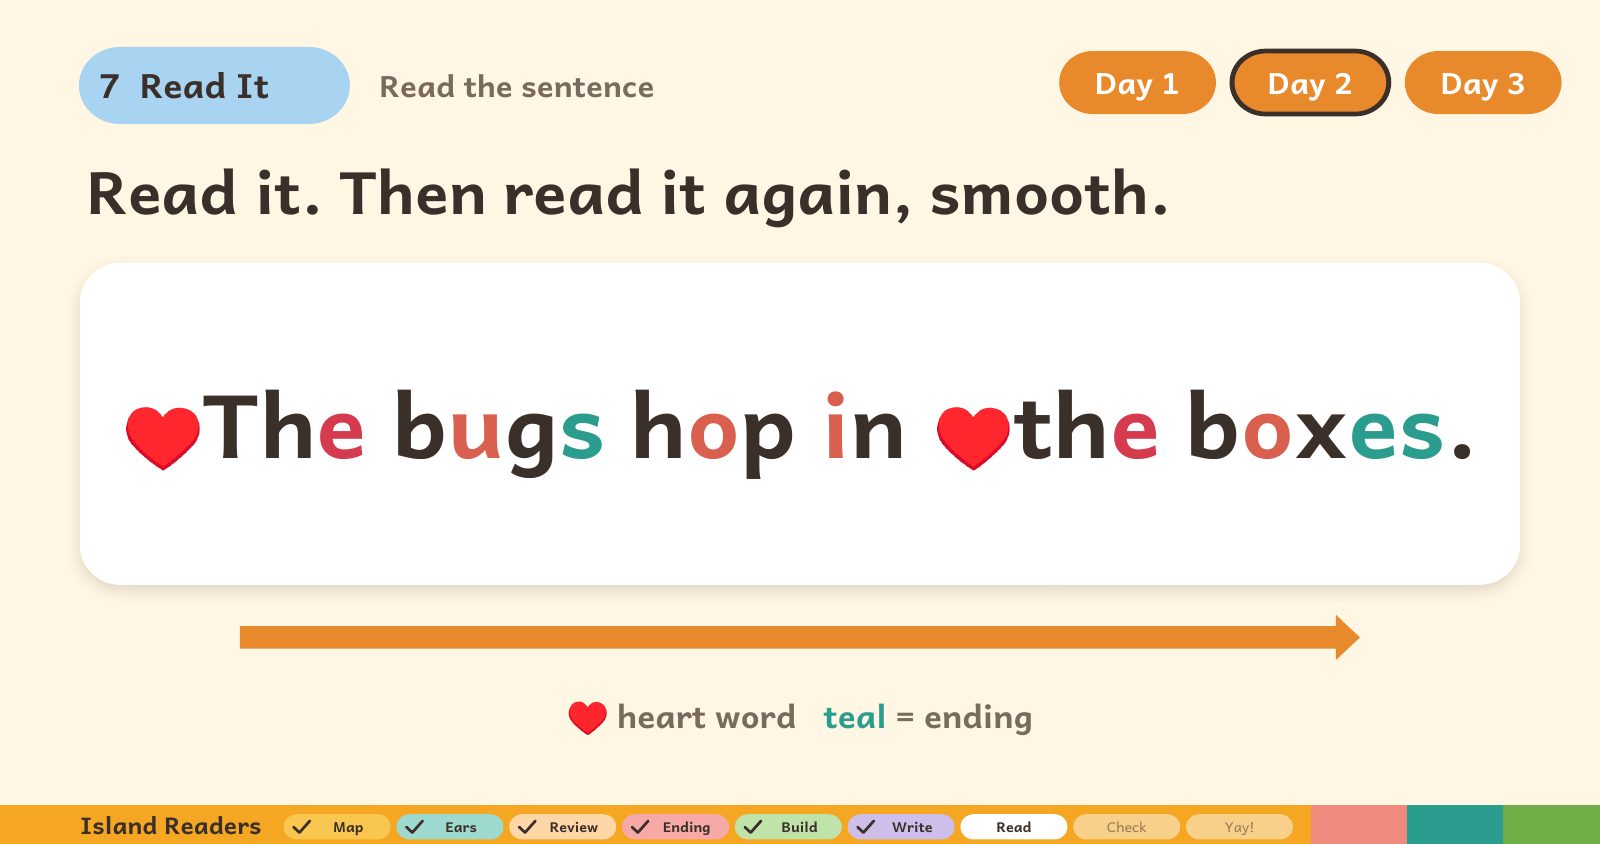 7 Read It
Read the sentence
Day 1
Day 2
Day 3
Read it. Then read it again, smooth.
The bugs hop in the boxes.
heart word teal = ending
Island Readers
Map
Ears
Review
Ending
Build
Write
Read
Check
Yay!